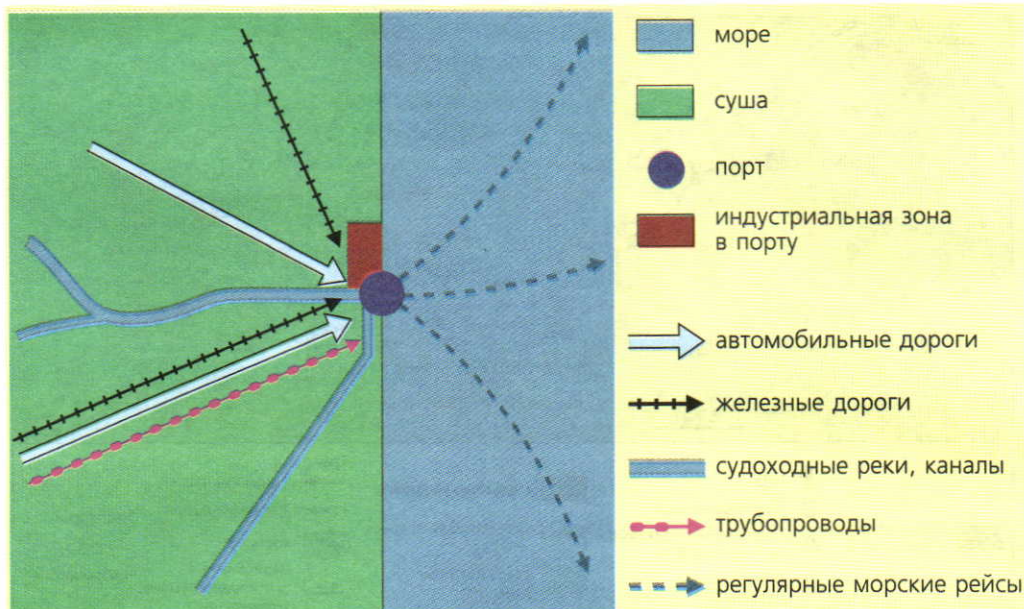 море
суша
порт
индустриальная зона
в порту
автомобильные дороги
железные дороги
судоходные реки, каналы
трубопроводы
регулярные морские рейсы